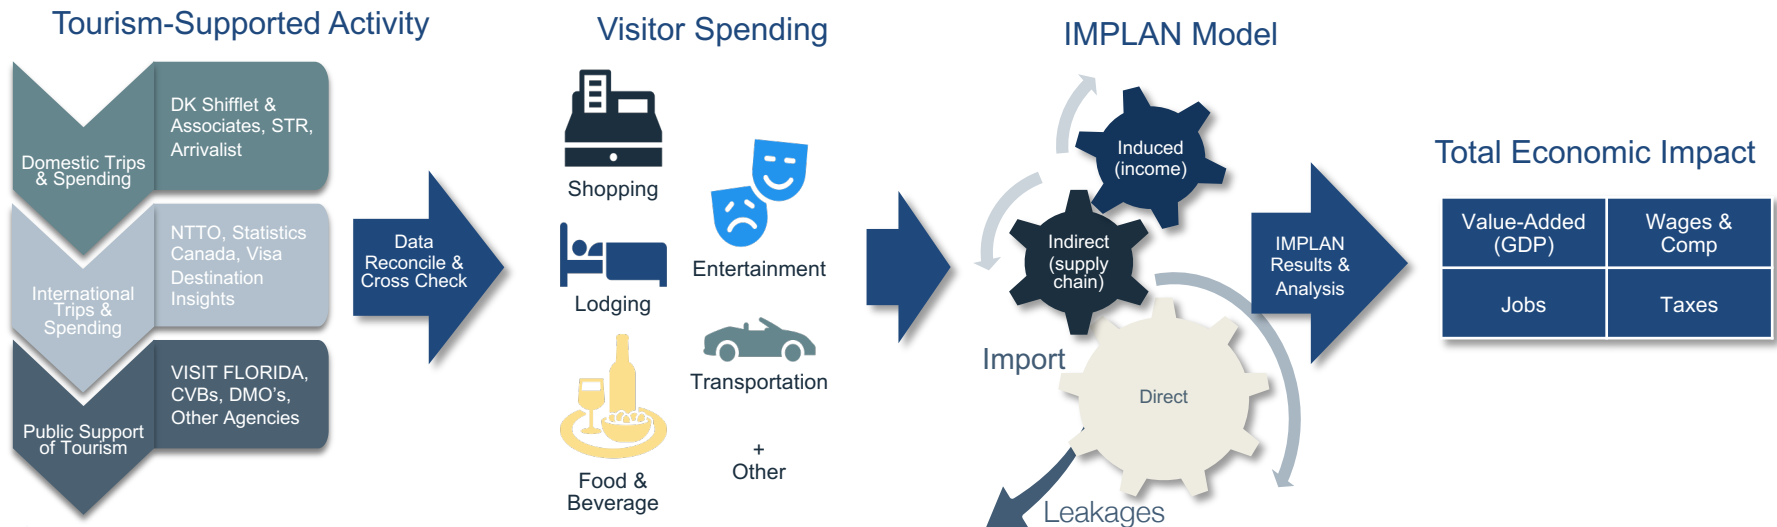 Tourism-Supported Activity
Domestic Trips
& Spending
DK Shifflet &
Associates, STR,
Arrivalist
International
Trips &
Spending
NTTO, Statistics
Canada, Visa
Destination
Insights
Public Support
of Tourism
VISIT FLORIDA,
CVBs, DMO's,
Other Agencies
Data
Reconcile &
Cross Check
Visitor Spending
Shopping
Entertainment
Lodging
Transportation
Food &
Beverage
+
Other
IMPLAN Model
Induced
(income)
Indirect
(supply
chain)
Direct
Import
Leakages
IMPLAN
Results &
Analysis
Total Economic Impact
Value-Added
(GDP)
Wages &
Comp
Jobs
Taxes